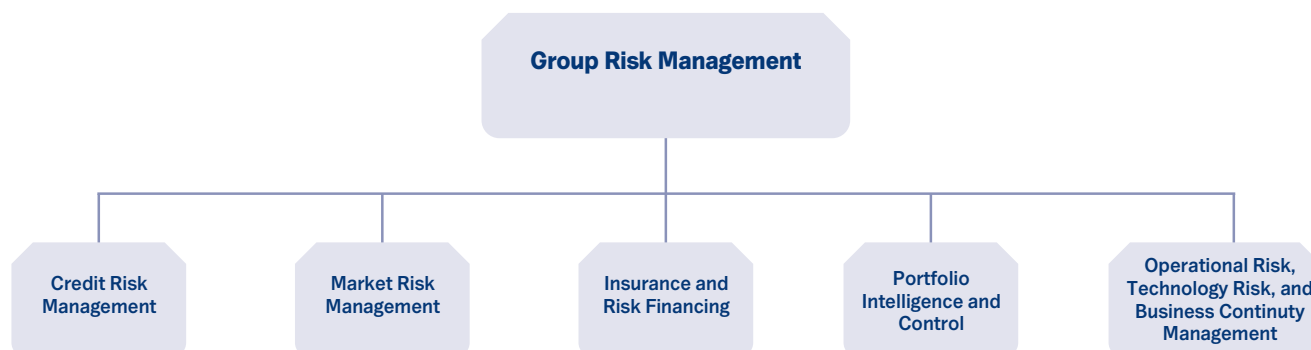 Group Risk Management
Credit Risk
Management
Market Risk
Management
Insurance and
Risk Financing
Portfolio
Intelligence and
Control
Operational Risk,
Technology Risk, and
Business Continuty
Management